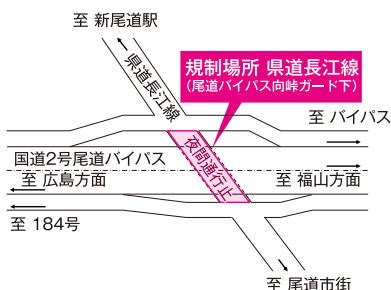 至 新尾道駅
県道長江線
規制場所 県道長江線
(尾道バイパス向峠ガード下)
至 バイパス
夜間通行止
国道2号尾道バイパス
至 広島方面
至 福山方面
至 184号
至 尾道市街